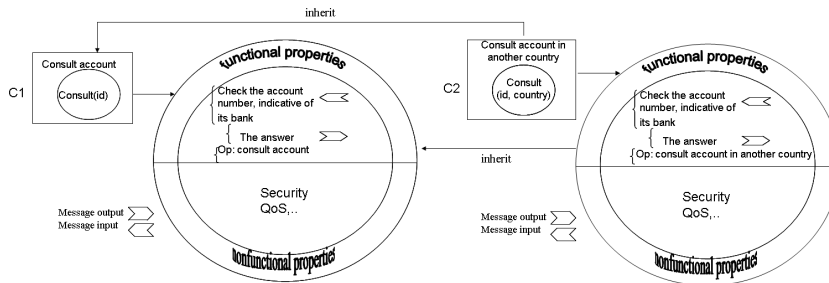 inherit
C1
Consult account
Consult(id)
functional properties
Check the account
number, indicative of
its bank
The answer
Op: consult account
Security
QoS,..
nonfunctional properties
Message output
Message input
inherit
C2
Consult account in
another country
Consult
(id, country)
functional properties
Check the account
number, indicative of
its bank
The answer
Op: consult account in another country
Security
QoS,..
nonfunctional properties
Message output
Message input